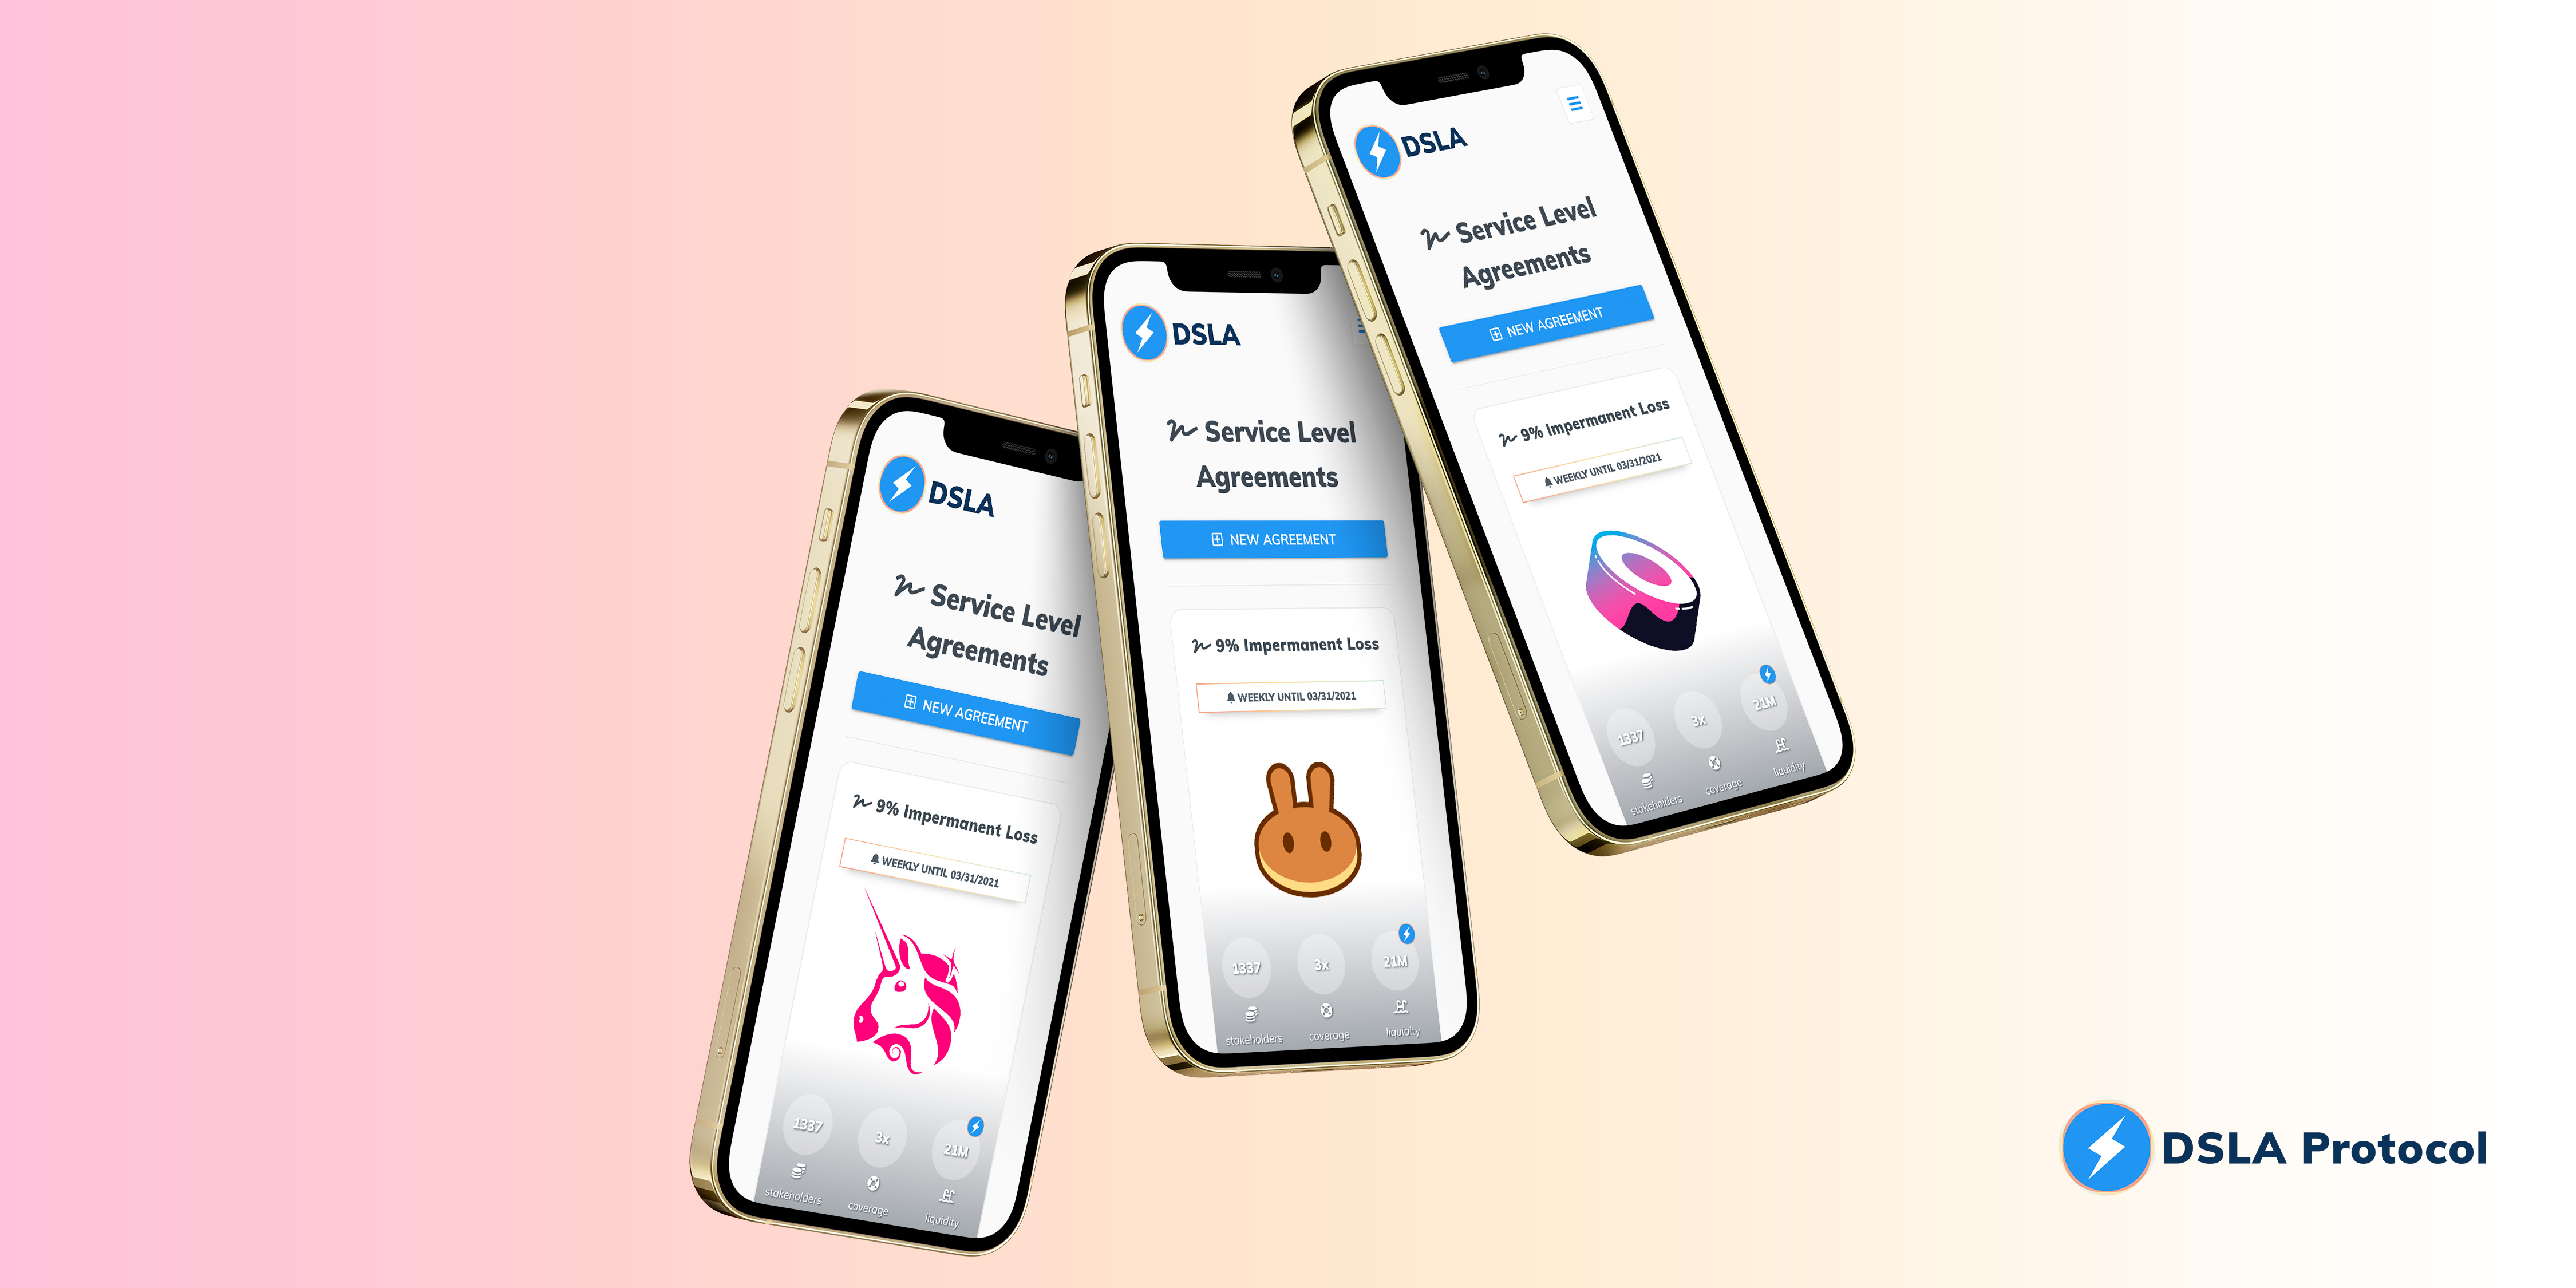 DSLA
Service Level
Agreements
NEW AGREEMENT
9% Impermanent Loss
WEEKLY UNTIL 03/31/2021
1337
3x
21M
stakeholders
coverage
liquidity
DSLA
Service Level
Agreements
NEW AGREEMENT
9% Impermanent Loss
WEEKLY UNTIL 03/31/2021
1337
3x
21M
stakeholders
coverage
liquidity
DSLA
Service Level
Agreements
NEW AGREEMENT
9% Impermanent Loss
WEEKLY UNTIL 03/31/2021
1337
3x
21M
stakeholders
coverage
liquidity
DSLA Protocol